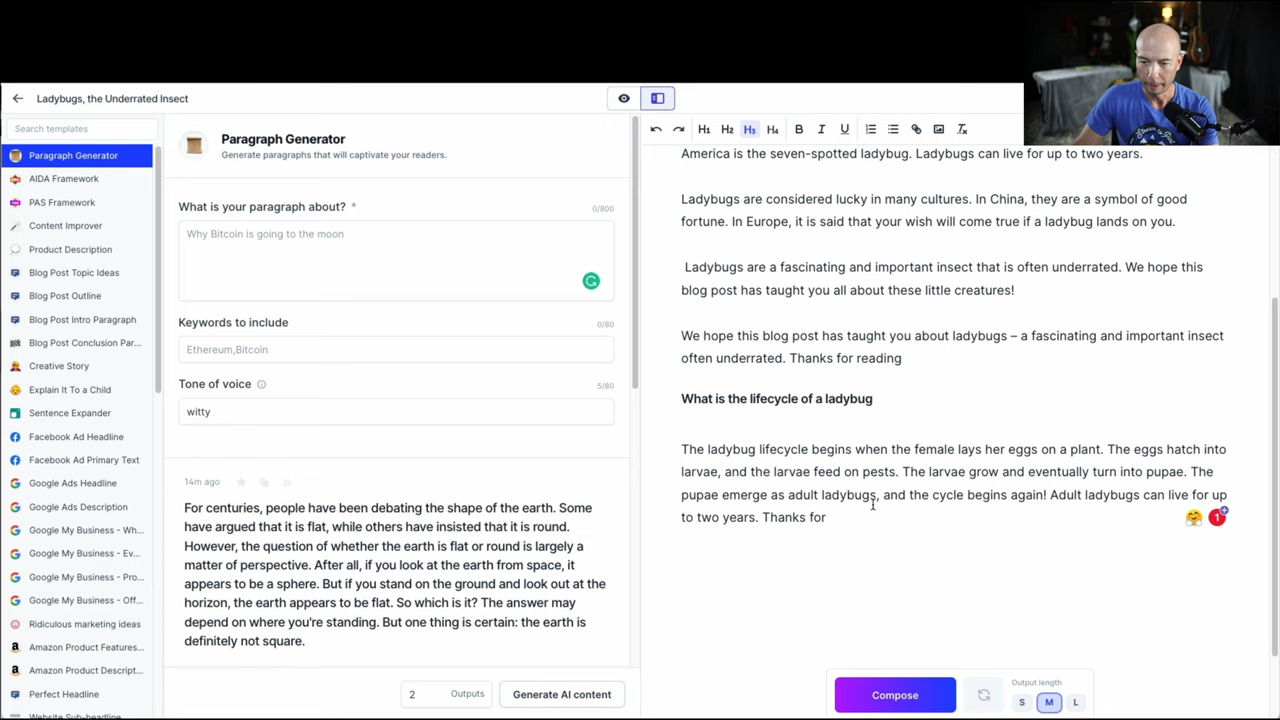 Ladybugs, the Underrated Insect
Search templates
Paragraph Generator
AIDA Framework
PAS Framework
Content Improver
Product Description
Blog Post Topic Ideas
Blog Post Outline
Blog Post Intro Paragraph
Blog Post Conclusion Par...
Creative Story
Explain It To a Child
Sentence Expander
Facebook Ad Headline
Facebook Ad Primary Text
Google Ads Headline
Google Ads Description
Google My Business - Wh...
Google My Business - Ev...
Google My Business - Pro...
Google My Business - Off...
Ridiculous marketing ideas
Amazon Product Features...
Amazon Product Descript...
Perfect Headline
Website Sub-headline
Paragraph Generator
Generate paragraphs that will captivate your readers.
What is your paragraph about? *
0/800
Why Bitcoin is going to the moon
Keywords to include
0/80
Ethereum,Bitcoin
Tone of voice
5/80
witty
14m ago
For centuries, people have been debating the shape of the earth. Some
have argued that it is flat, while others have insisted that it is round.
However, the question of whether the earth is flat or round is largely a
matter of perspective. After all, if you look at the earth from space, it
appears to be a sphere. But if you stand on the ground and look out at the
horizon, the earth appears to be flat. So which is it? The answer may
depend on where you're standing. But one thing is certain: the earth is
definitely not square.
2 Outputs
Generate AI content
H1 H2 H3 H4 B I U
America is the seven-spotted ladybug. Ladybugs can live for up to two years.
Ladybugs are considered lucky in many cultures. In China, they are a symbol of good
fortune. In Europe, it is said that your wish will come true if a ladybug lands on you.
Ladybugs are a fascinating and important insect that is often underrated. We hope this
blog post has taught you all about these little creatures!
We hope this blog post has taught you about ladybugs – a fascinating and important insect
often underrated. Thanks for reading
What is the lifecycle of a ladybug
The ladybug lifecycle begins when the female lays her eggs on a plant. The eggs hatch into
larvae, and the larvae feed on pests. The larvae grow and eventually turn into pupae. The
pupae emerge as adult ladybugs, and the cycle begins again! Adult ladybugs can live for up
to two years. Thanks for
1
Compose
Output length
S M L